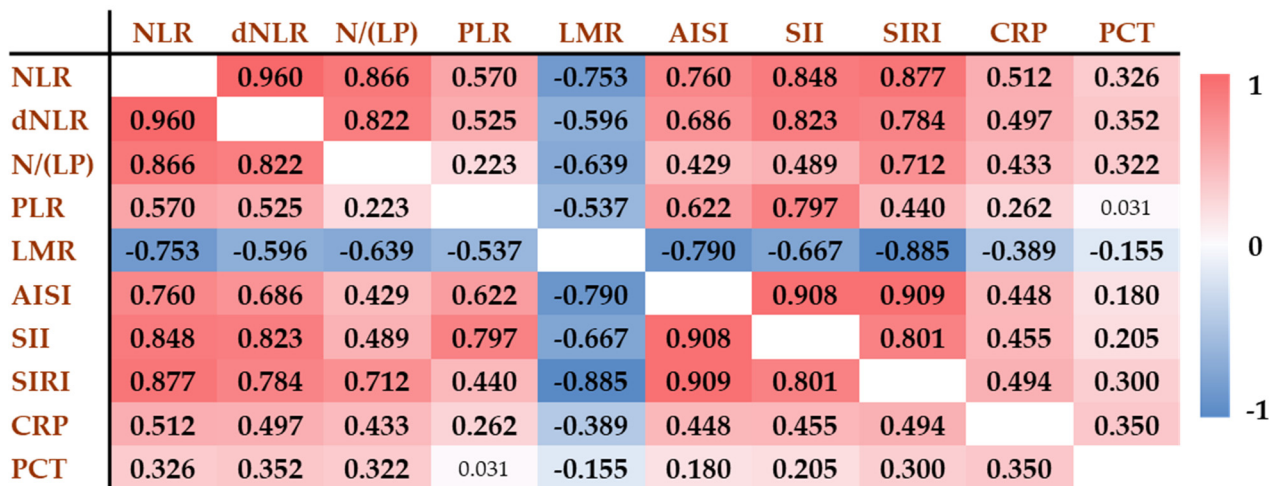 NLR dNLR N/(LP) PLR LMR AISI SII SIRI CRP PCT
NLR 0.960 0.866 0.570 -0.753 0.760 0.848 0.877 0.512 0.326
dNLR 0.960 0.822 0.525 -0.596 0.686 0.823 0.784 0.497 0.352
N/(LP) 0.866 0.822 0.223 -0.639 0.429 0.489 0.712 0.433 0.322
PLR 0.570 0.525 0.223 -0.537 0.622 0.797 0.440 0.262 0.031
LMR -0.753 -0.596 -0.639 -0.537 -0.790 -0.667 -0.885 -0.389 -0.155
AISI 0.760 0.686 0.429 0.622 -0.790 0.908 0.909 0.448 0.180
SII 0.848 0.823 0.489 0.797 -0.667 0.908 0.801 0.455 0.205
SIRI 0.877 0.784 0.712 0.440 -0.885 0.909 0.801 0.494 0.300
CRP 0.512 0.497 0.433 0.262 -0.389 0.448 0.455 0.494 0.350
PCT 0.326 0.352 0.322 0.031 -0.155 0.180 0.205 0.300 0.350
1
0
-1